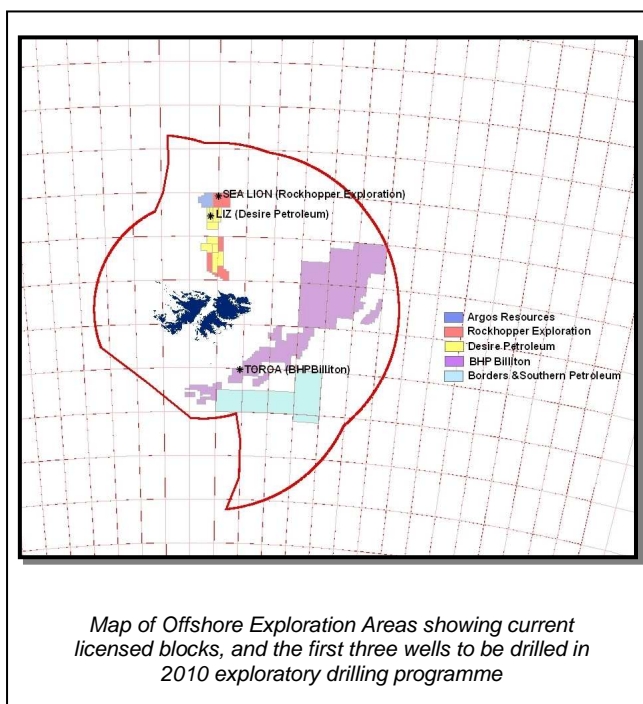 SEA LION (Rockhopper Exploration)
LIZ (Desire Petroleum)
TORGA (BHPBilliton)
Argos Resources
Rockhopper Exploration
Desire Petroleum
BHP Billiton
Borders &Southern Petroleum
Map of Offshore Exploration Areas showing current
licensed blocks, and the first three wells to be drilled in
2010 exploratory drilling programme